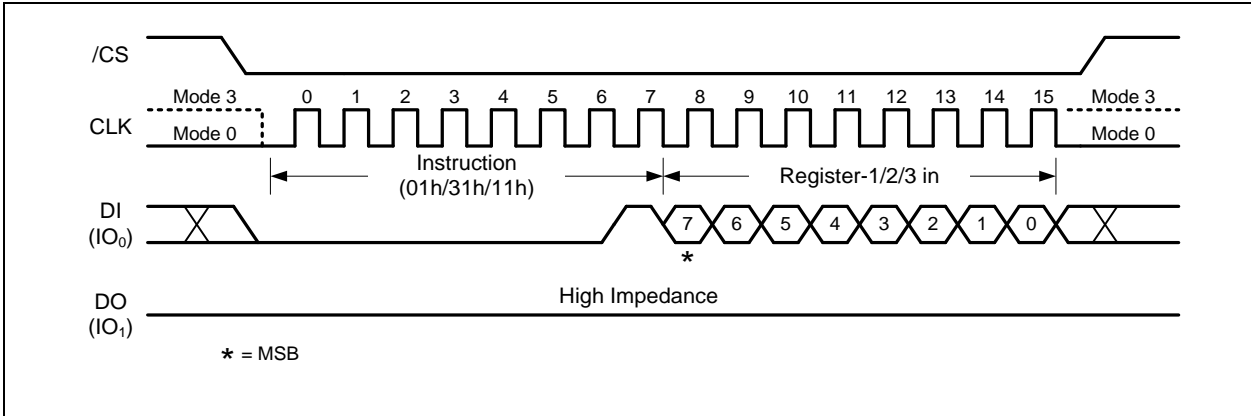 /CS
Mode 3 0 1 2 3 4 5 6 7 8 9 10 11 12 13 14 15 Mode 3
CLK
Mode 0 Mode 0
Instruction
(01h/31h/11h)
Register-1/2/3 in
DI
(IO₀)
7 6 5 4 3 2 1 0
*
High Impedance
DO
(IO₁)
* = MSB